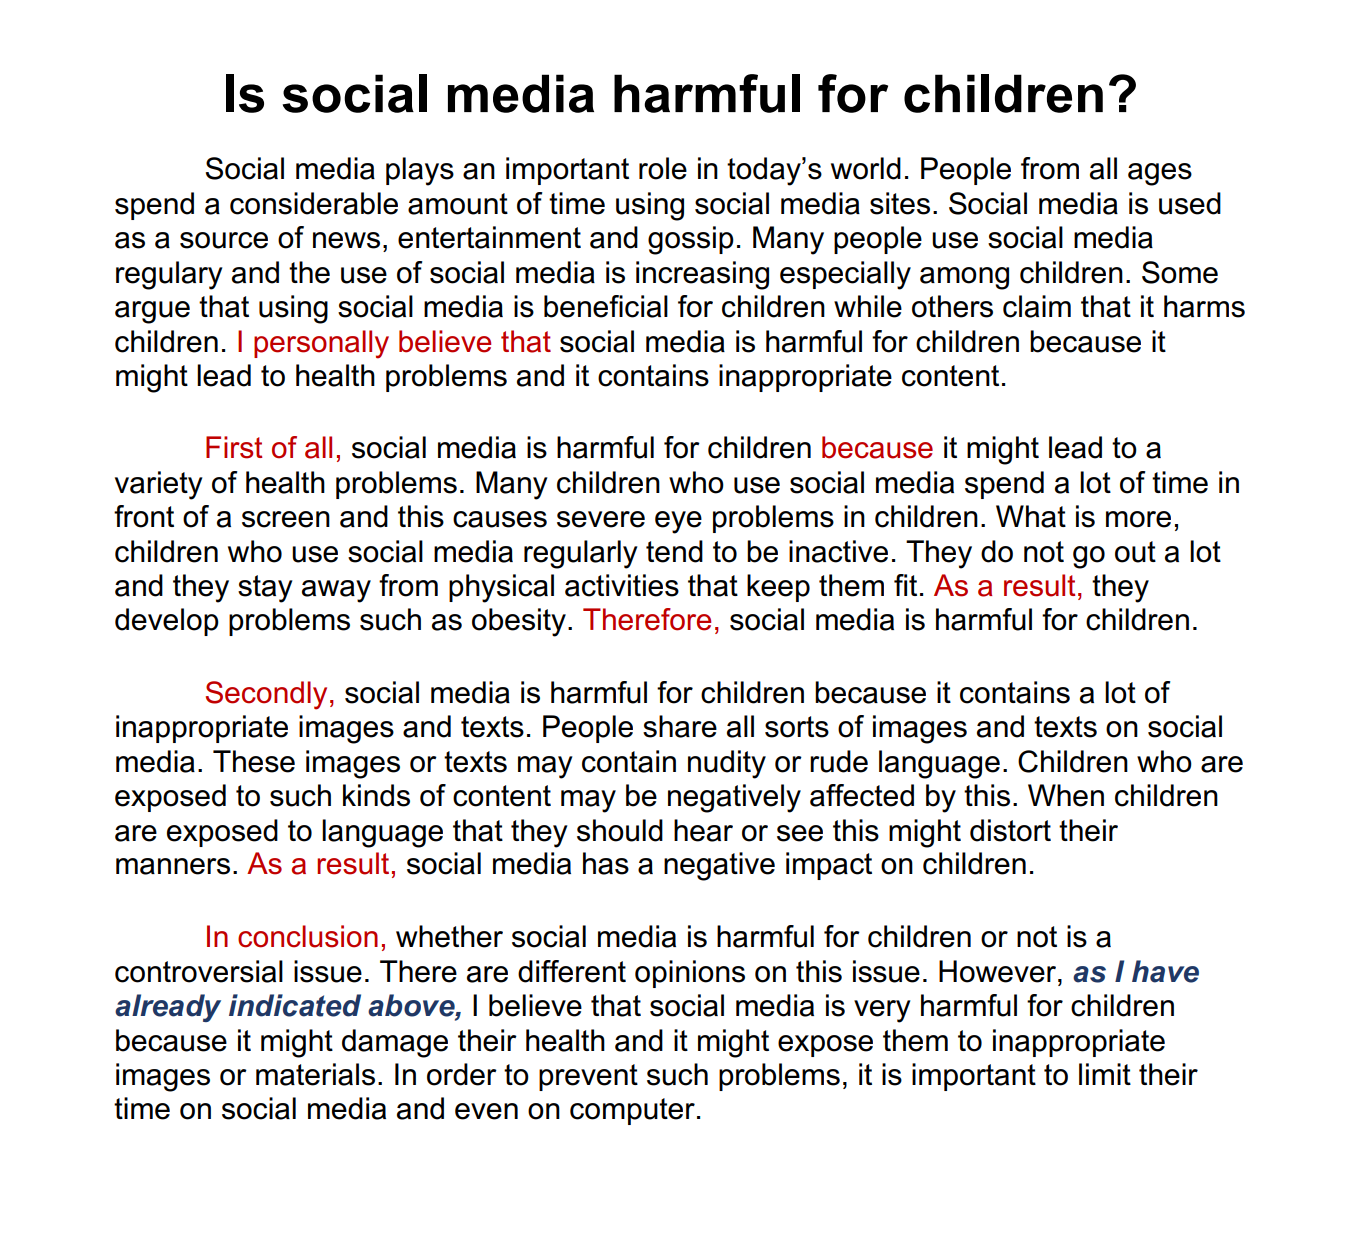 Is social media harmful for children?
Social media plays an important role in today’s world. People from all ages
spend a considerable amount of time using social media sites. Social media is used
as a source of news, entertainment and gossip. Many people use social media
regulary and the use of social media is increasing especially among children. Some
argue that using social media is beneficial for children while others claim that it harms
children. I personally believe that social media is harmful for children because it
might lead to health problems and it contains inappropriate content.
First of all, social media is harmful for children because it might lead to a
variety of health problems. Many children who use social media spend a lot of time in
front of a screen and this causes severe eye problems in children. What is more,
children who use social media regularly tend to be inactive. They do not go out a lot
and they stay away from physical activities that keep them fit. As a result, they
develop problems such as obesity. Therefore, social media is harmful for children.
Secondly, social media is harmful for children because it contains a lot of
inappropriate images and texts. People share all sorts of images and texts on social
media. These images or texts may contain nudity or rude language. Children who are
exposed to such kinds of content may be negatively affected by this. When children
are exposed to language that they should hear or see this might distort their
manners. As a result, social media has a negative impact on children.
In conclusion, whether social media is harmful for children or not is a
controversial issue. There are different opinions on this issue. However, as I have
already indicated above, I believe that social media is very harmful for children
because it might damage their health and it might expose them to inappropriate
images or materials. In order to prevent such problems, it is important to limit their
time on social media and even on computer.